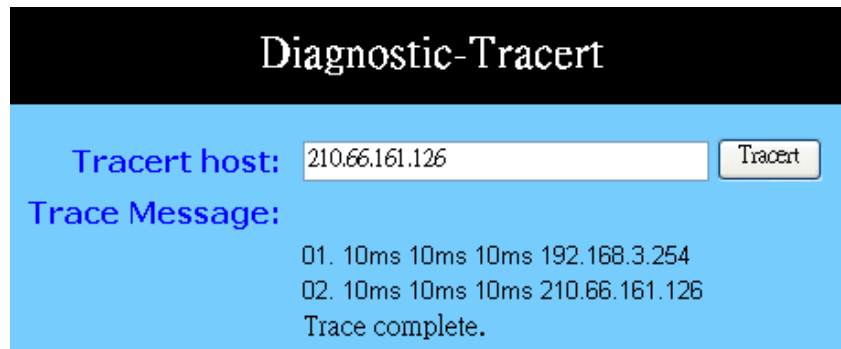 Diagnostic-Tracert
Tracert host: 210.66.161.126 Tracert
Trace Message:
01. 10ms 10ms 10ms 192.168.3.254
02. 10ms 10ms 10ms 210.66.161.126
Trace complete.